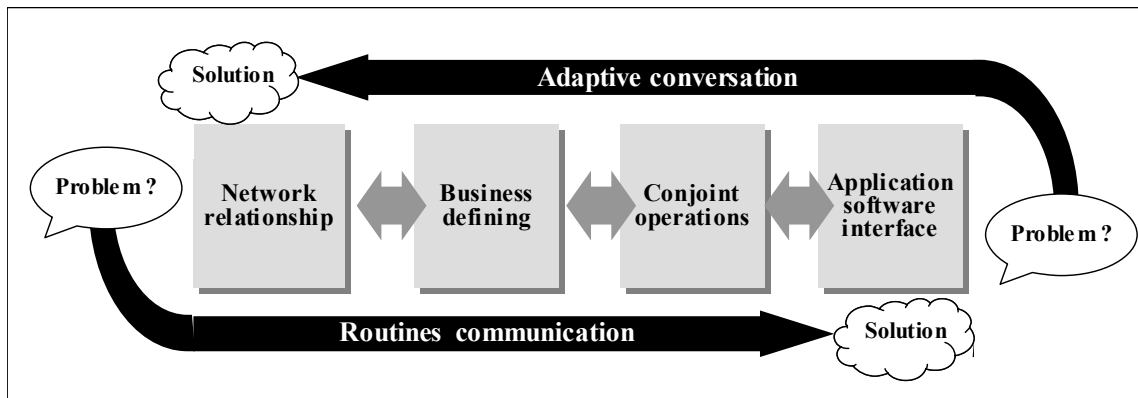 Solution
Adaptive conversation
Problem?
Network
relationship
Business
defining
Conjoint
operations
Application
software
interface
Problem?
Routines communication
Solution